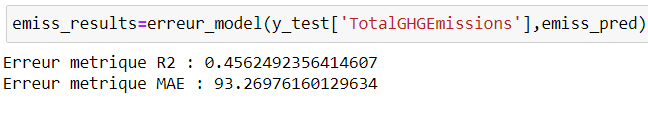 emiss_results=erreur_model(y_test['TotalGHGEmissions'],emiss_pred)
Erreur metrique R2 : 0.4562492356414607
Erreur metrique MAE : 93.26976160129634